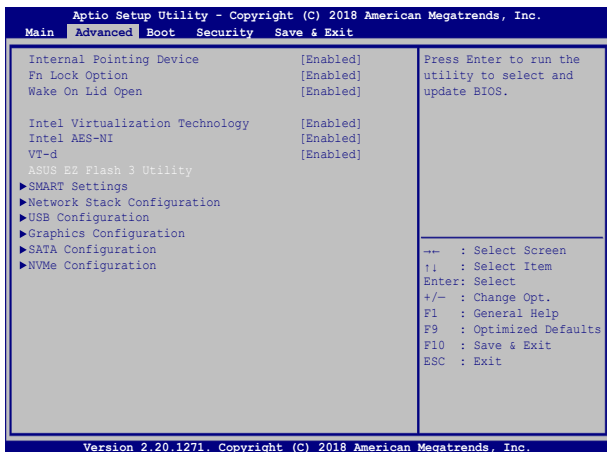 Aptio Setup Utility - Copyright (C) 2018 American Megatrends, Inc.
Main Advanced Boot Security Save & Exit
Internal Pointing Device [Enabled]
Fn Lock Option [Enabled]
Wake On Lid Open [Enabled]
Intel Virtualization Technology [Enabled]
Intel AES-NI [Enabled]
VT-d [Enabled]
ASUS EZ Flash 3 Utility
▶SMART Settings
▶Network Stack Configuration
▶USB Configuration
▶Graphics Configuration
▶SATA Configuration
▶NVMe Configuration
Press Enter to run the
utility to select and
update BIOS.
→← : Select Screen
↑↓ : Select Item
Enter: Select
+/— : Change Opt.
F1 : General Help
F9 : Optimized Defaults
F10 : Save & Exit
ESC : Exit
Version 2.20.1271. Copyright (C) 2018 American Megatrends, Inc.